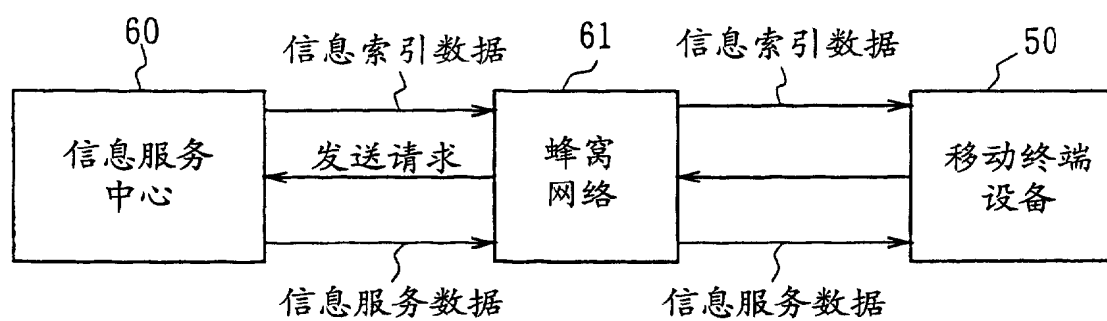 60
信息索引数据
61
信息索引数据
50
信息服务
中心
发送请求
蜂窝
网络
移动终端
设备
信息服务数据
信息服务数据